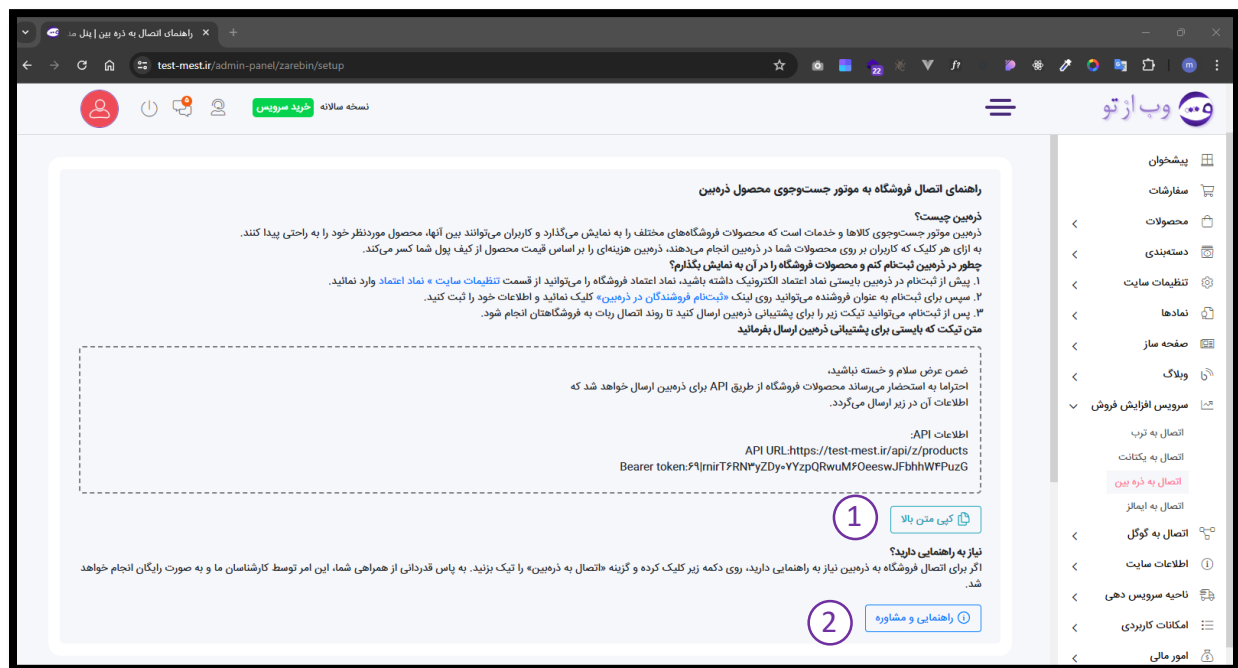 راهنمای اتصال به ذره بین | پنل مد
test-mest.ir/admin-panel/zarebin/setup
22
f?
m
وب از تو
نسخه سالانه
خرید سرویس
پیشخوان
سفارشات
محصولات
دسته‌بندی
تنظیمات سایت
نمادها
صفحه ساز
وبلاگ
سرویس افزایش فروش
اتصال به ترب
اتصال به یکتانت
اتصال به ذره بین
اتصال به ایمالز
اتصال به گوگل
اطلاعات سایت
ناحیه سرویس دهی
امکانات کاربردی
امور مالی
راهنمای اتصال فروشگاه به موتور جست‌وجوی محصول ذره‌بین
ذره‌بین چیست؟
ذره‌بین موتور جست‌وجوی کالاها و خدمات است که محصولات فروشگاه‌های مختلف را به نمایش می‌گذارد و کاربران می‌توانند بین آنها، محصول موردنظر خود را به راحتی پیدا کنند.
به ازای هر کلیک که کاربران بر روی محصولات شما در ذره‌بین انجام می‌دهند، ذره‌بین هزینه‌ای را بر اساس قیمت محصول از کیف پول شما کسر می‌کند.
چطور در ذره‌بین ثبت‌نام کنم و محصولات فروشگاه را در آن به نمایش بگذارم؟
۱. پیش از ثبت‌نام در ذره‌بین بایستی نماد اعتماد الکترونیک داشته باشید، نماد اعتماد فروشگاه را می‌توانید از قسمت تنظیمات سایت » نماد اعتماد وارد نمائید.
۲. سپس برای ثبت‌نام به عنوان فروشنده می‌توانید روی لینک «ثبت‌نام فروشندگان در ذره‌بین» کلیک نمائید و اطلاعات خود را ثبت کنید.
۳. پس از ثبت‌نام، می‌توانید تیکت زیر را برای پشتیبانی ذره‌بین ارسال کنید تا روند اتصال ربات به فروشگاهتان انجام شود.
متن تیکت که بایستی برای پشتیبانی ذره‌بین ارسال بفرمائید
ضمن عرض سلام و خسته نباشید،
احتراما به استحضار می‌رساند محصولات فروشگاه از طریق API برای ذره‌بین ارسال خواهد شد که
اطلاعات آن در زیر ارسال می‌گردد.
اطلاعات API:
API URL:https://test-mest.ir/api/z/products
Bearer token:۶۹|rnirT۶RN۳yZDy۰۷YzpQRwuM۶OeeswJFbhhW۴PuzG
کپی متن بالا
1
نیاز به راهنمایی دارید؟
اگر برای اتصال فروشگاه به ذره‌بین نیاز به راهنمایی دارید، روی دکمه زیر کلیک کرده و گزینه «اتصال به ذره‌بین» را تیک بزنید. به پاس قدردانی از همراهی شما، این امر توسط کارشناسان ما و به صورت رایگان انجام خواهد
شد.
راهنمایی و مشاوره
2